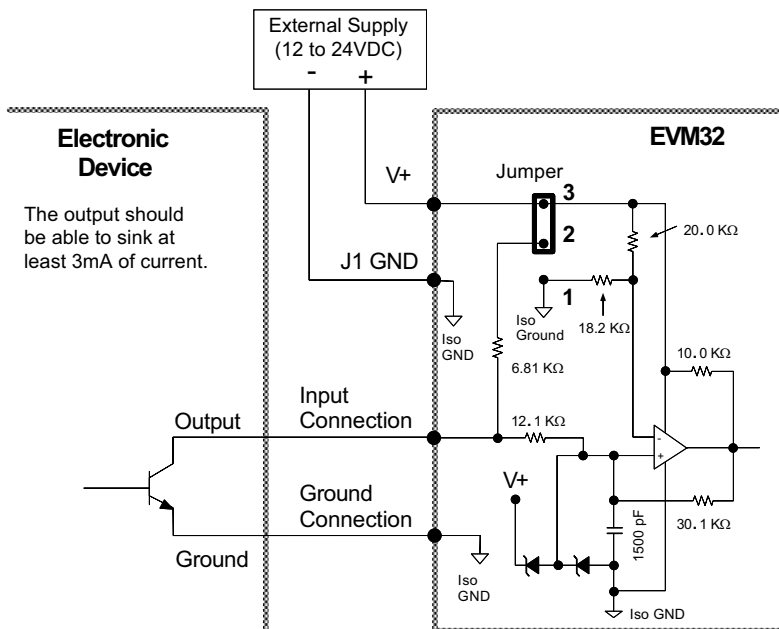 External Supply
(12 to 24VDC)
- +
Electronic
Device
EVM32
The output should
be able to sink at
least 3mA of current.
V+
Jumper
3
2
20.0 KΩ
J1 GND
1
Iso
GND
Iso
Ground
18.2 KΩ
6.81 KΩ
10.0 KΩ
Input
Connection
Output
12.1 KΩ
-
+
V+
Ground
Connection
1500 pF
30.1 KΩ
Ground
Iso
GND
Iso GND